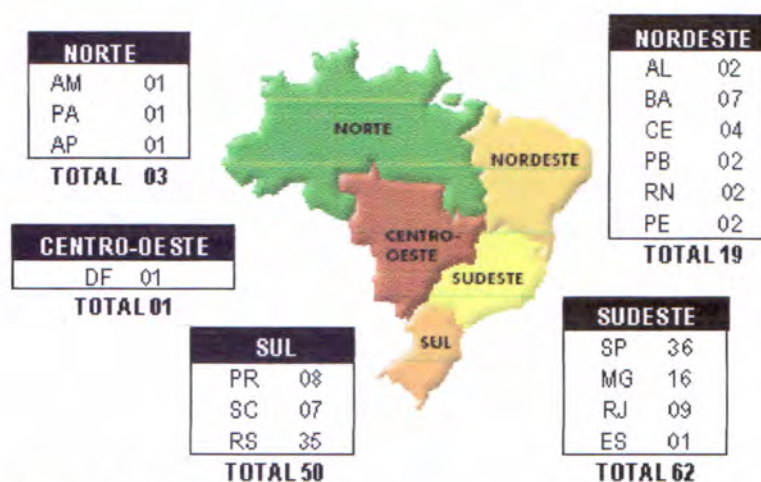 NORTE
AM 01
PA 01
AP 01
TOTAL 03
NORDESTE
AL 02
BA 07
CE 04
PB 02
RN 02
PE 02
TOTAL 19
CENTRO-OESTE
DF 01
TOTAL 01
NORTE
NORDESTE
CENTRO-
OESTE
SUDESTE
SUL
SUL
PR 08
SC 07
RS 35
TOTAL 50
SUDESTE
SP 36
MG 16
RJ 09
ES 01
TOTAL 62